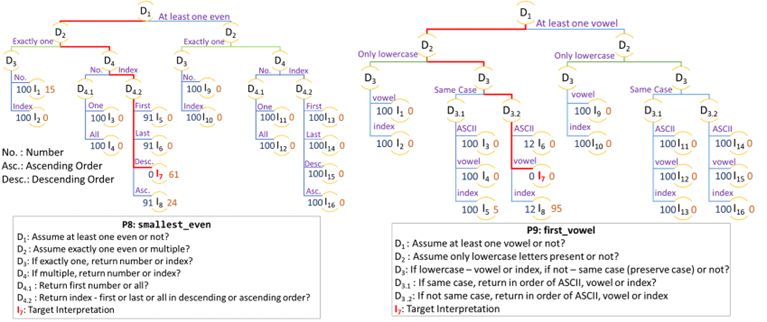 D1
At least one even
D2
D2
Exactly one
Exactly one
D3
D4
D3
D4
No.
No. Index
No.
No. Index
100 I1 15
D4.1
D4.2
100 I9 0
D4.1
D4.2
Index
One
First
Index
One
First
100 I2 0
100 I3 0
91 I5 0
100 I10 0
100 I11 0
100 I13 0
All
Last
All
Last
100 I4 0
91 I6 0
100 I12 0
100 I14 0
Desc.
Desc.
0 I7 61
100 I15 0
Asc.
Asc.
91 I8 24
100 I16 0
No. : Number
Asc.: Ascending Order
Desc.: Descending Order
P8: smallest_even
D1: Assume at least one even or not?
D2 : Assume exactly one even or multiple?
D3: If exactly one, return number or index?
D4: If multiple, return number or index?
D4.1 : Return first number or all?
D4.2 : Return index - first or last or all in descending or ascending order?
I7: Target Interpretation
D1
At least one vowel
D2
D2
Only lowercase
Only lowercase
D3
D3
D3
D3
vowel
Same Case
vowel
Same Case
100 I1 0
D3.1
D3.2
100 I9 0
D3.1
D3.2
index
ASCII
ASCII
index
ASCII
ASCII
100 I2 0
100 I3 0
12 I6 0
100 I10 0
100 I11 0
100 I14 0
vowel
vowel
vowel
vowel
100 I4 0
0 I7 0
100 I12 0
100 I15 0
index
index
index
index
100 I5 5
12 I8 95
100 I13 0
100 I16 0
P9: first_vowel
D1 : Assume at least one vowel or not?
D2 : Assume only lowercase letters present or not?
D3: If lowercase – vowel or index, if not – same case (preserve case) or not?
D3.1 : If same case, return in order of ASCII, vowel or index?
D3.2: If not same case, return in order of ASCII, vowel or index
I7: Target Interpretation